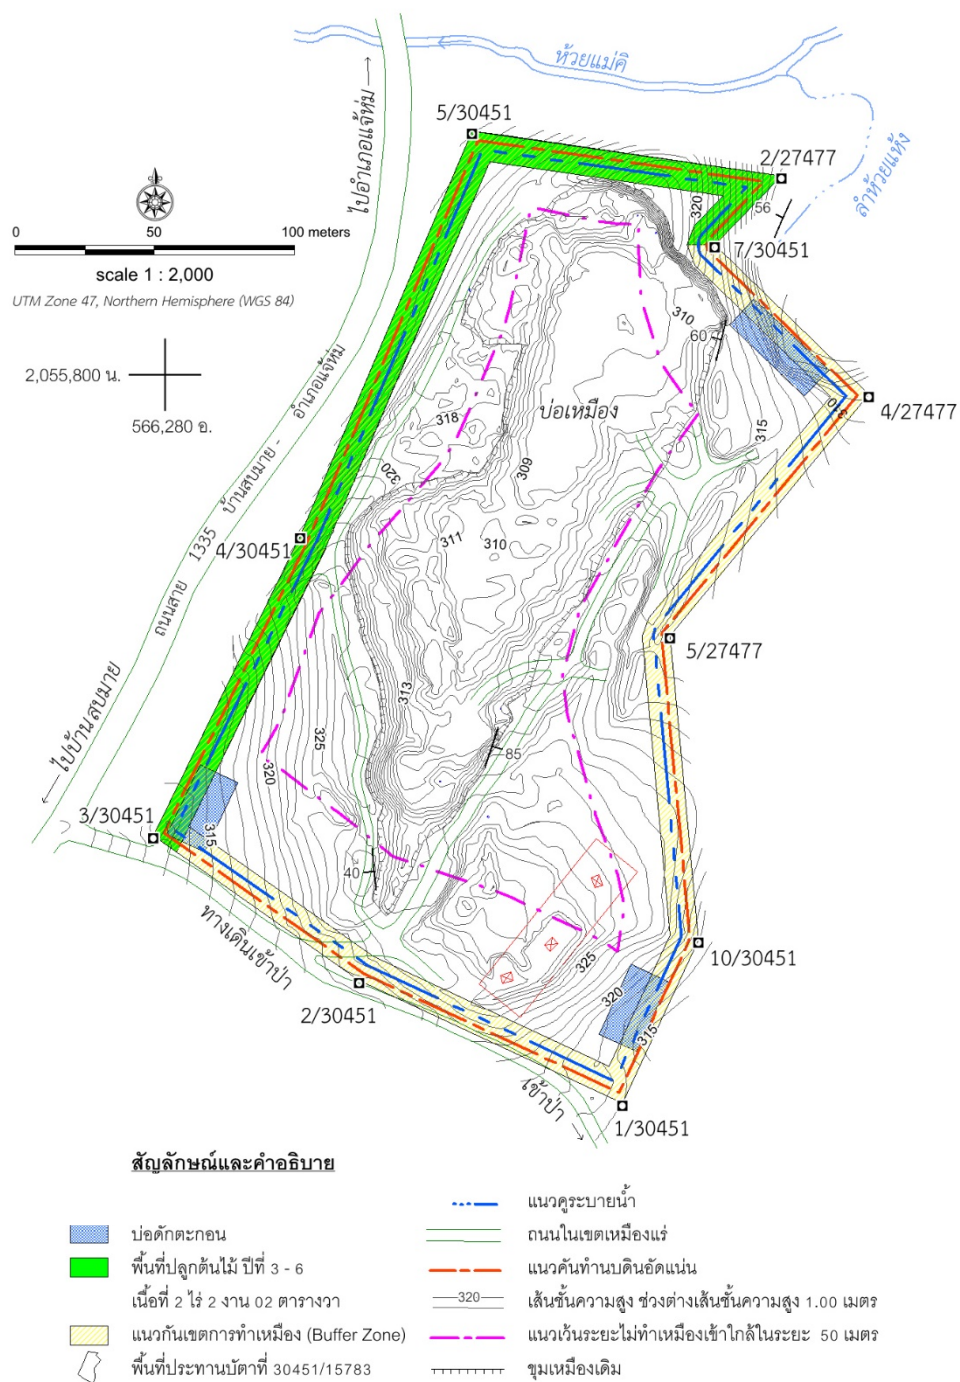 ห้วยแม่คิ
ไปอำเภอแจ้ห่ม
5/30451
2/27477
ลำห้วยแห้ง
320
56
7/30451
0 50 100 meters
scale 1 : 2,000
UTM Zone 47, Northern Hemisphere (WGS 84)
310
60
2,055,800 น.
566,280 อ.
อำเภอแจ้ห่ม
บ่อเหมือง
310
4/27477
318
315
320
309
บ้านสบมาย -
1335
ถนนสาย
4/30451
311
310
5/27477
ไปบ้านสบมาย
313
325
320
85
3/30451
315
40
ทางเดินเข้าป่า
325
10/30451
2/30451
320
315
เข้าป่า
1/30451
สัญลักษณ์และคำอธิบาย
แนวคูระบายน้ำ
บ่อดักตะกอน
ถนนในเขตเหมืองแร่
พื้นที่ปลูกต้นไม้ ปีที่ 3 - 6
แนวคันทำนบดินอัดแน่น
เนื้อที่ 2 ไร่ 2 งาน 02 ตารางวา
320
เส้นชั้นความสูง ช่วงต่างเส้นชั้นความสูง 1.00 เมตร
แนวกันเขตการทำเหมือง (Buffer Zone)
แนวเว้นระยะไม่ทำเหมืองเข้าใกล้ในระยะ 50 เมตร
พื้นที่ประทานบัตาที่ 30451/15783
ขุมเหมืองเดิม